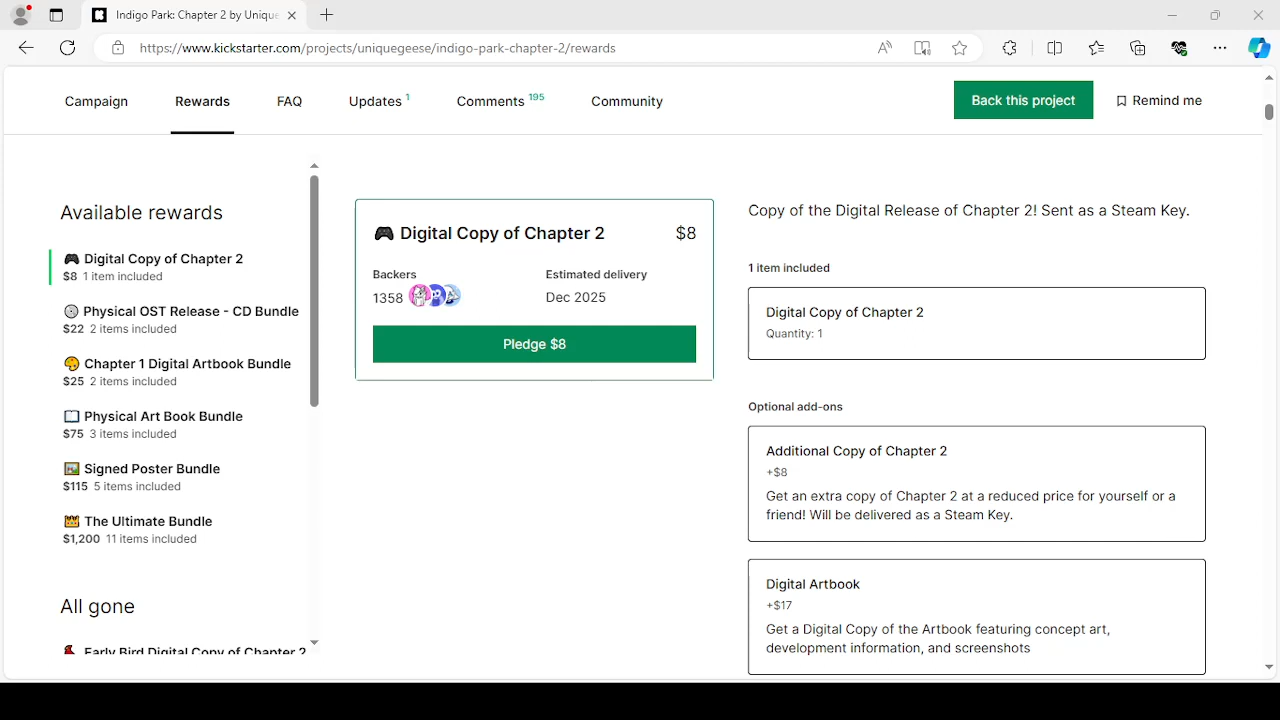 Indigo Park: Chapter 2 by Unique
https://www.kickstarter.com/projects/uniquegeese/indigo-park-chapter-2/rewards
Campaign
Rewards
FAQ
Updates 1
Comments 195
Community
Back this project
Remind me
Available rewards
Digital Copy of Chapter 2
$8 1 item included
Physical OST Release - CD Bundle
$22 2 items included
Chapter 1 Digital Artbook Bundle
$25 2 items included
Physical Art Book Bundle
$75 3 items included
Signed Poster Bundle
$115 5 items included
The Ultimate Bundle
$1,200 11 items included
All gone
Early Bird Digital Copy of Chapter 2
Digital Copy of Chapter 2 $8
Backers
1358
Estimated delivery
Dec 2025
Pledge $8
Copy of the Digital Release of Chapter 2! Sent as a Steam Key.
1 item included
Digital Copy of Chapter 2
Quantity: 1
Optional add-ons
Additional Copy of Chapter 2
+$8
Get an extra copy of Chapter 2 at a reduced price for yourself or a
friend! Will be delivered as a Steam Key.
Digital Artbook
+$17
Get a Digital Copy of the Artbook featuring concept art,
development information, and screenshots